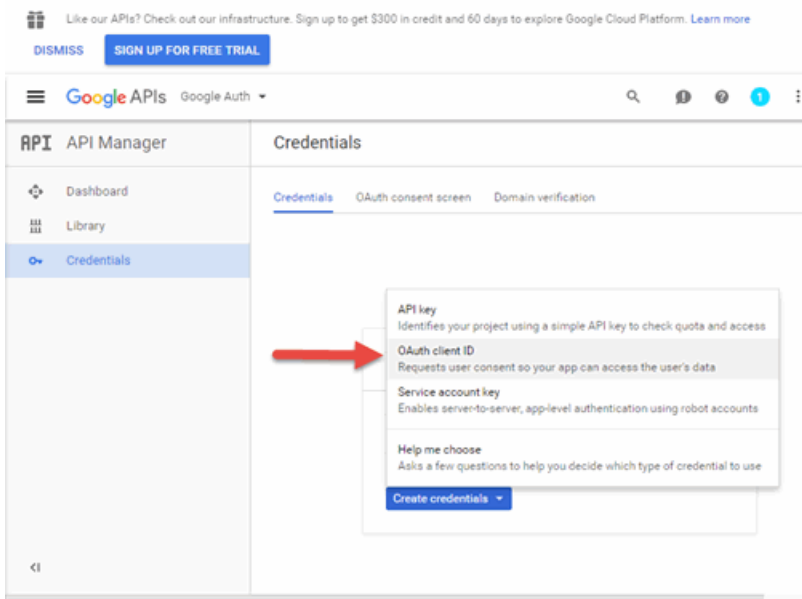 Like our APIs? Check out our infrastructure. Sign up to get $300 in credit and 60 days to explore Google Cloud Platform. Learn more
DISMISS SIGN UP FOR FREE TRIAL
Google APIs Google Auth 1
API API Manager Credentials
Dashboard
Credentials OAuth consent screen Domain verification
Library
Credentials
API key
Identifies your project using a simple API key to check quota and access
OAuth client ID
Requests user consent so your app can access the user's data
Service account key
Enables server-to-server, app-level authentication using robot accounts
Help me choose
Asks a few questions to help you decide which type of credential to use
Create credentials